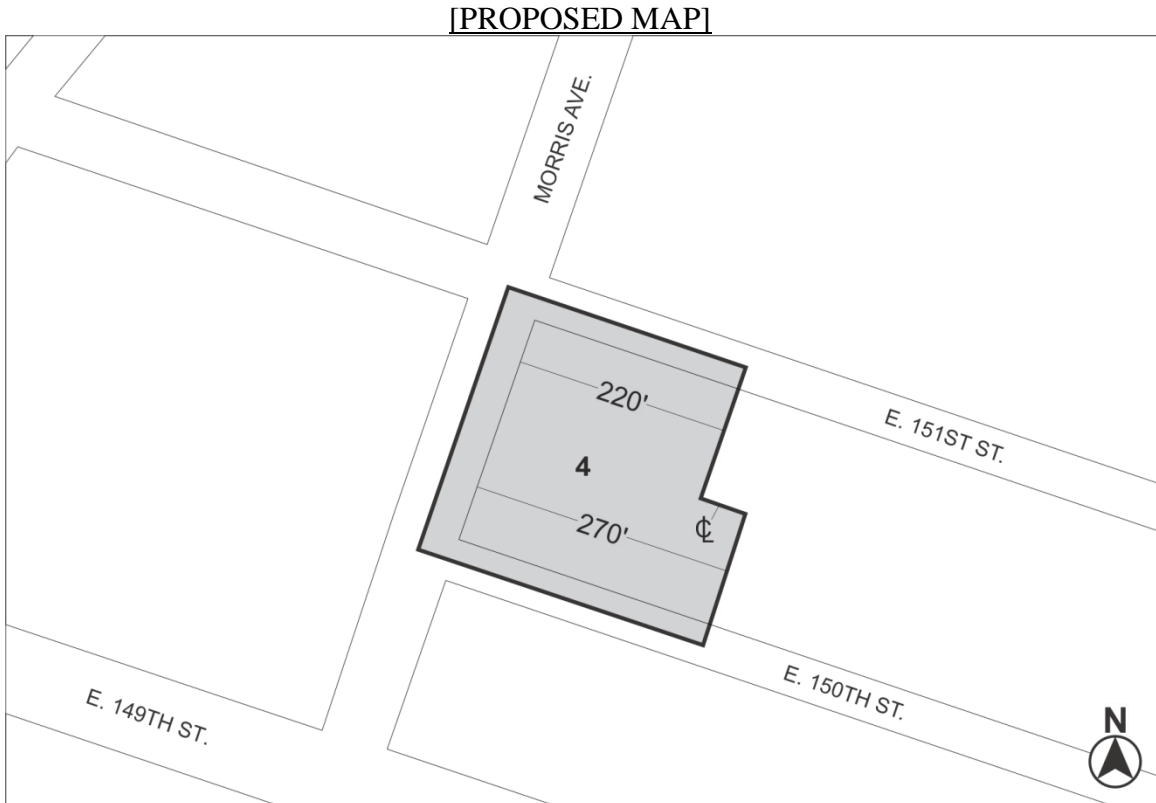 [PROPOSED MAP]
MORRIS AVE.
220'
E. 151ST ST.
4
270'
℄
E. 150TH ST.
E. 149TH ST.
N